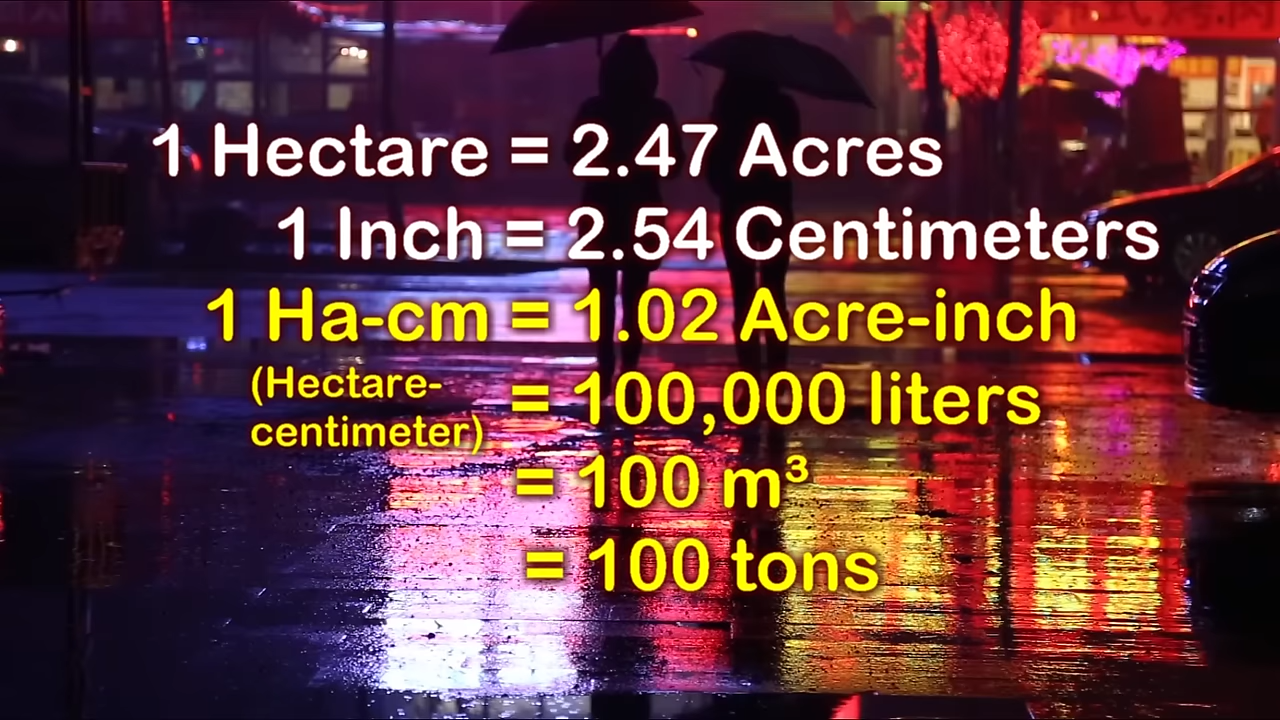 1 Hectare = 2.47 Acres
1 Inch = 2.54 Centimeters
1 Ha-cm = 1.02 Acre-inch
(Hectare-
centimeter)
= 100,000 liters
= 100 m³
= 100 tons